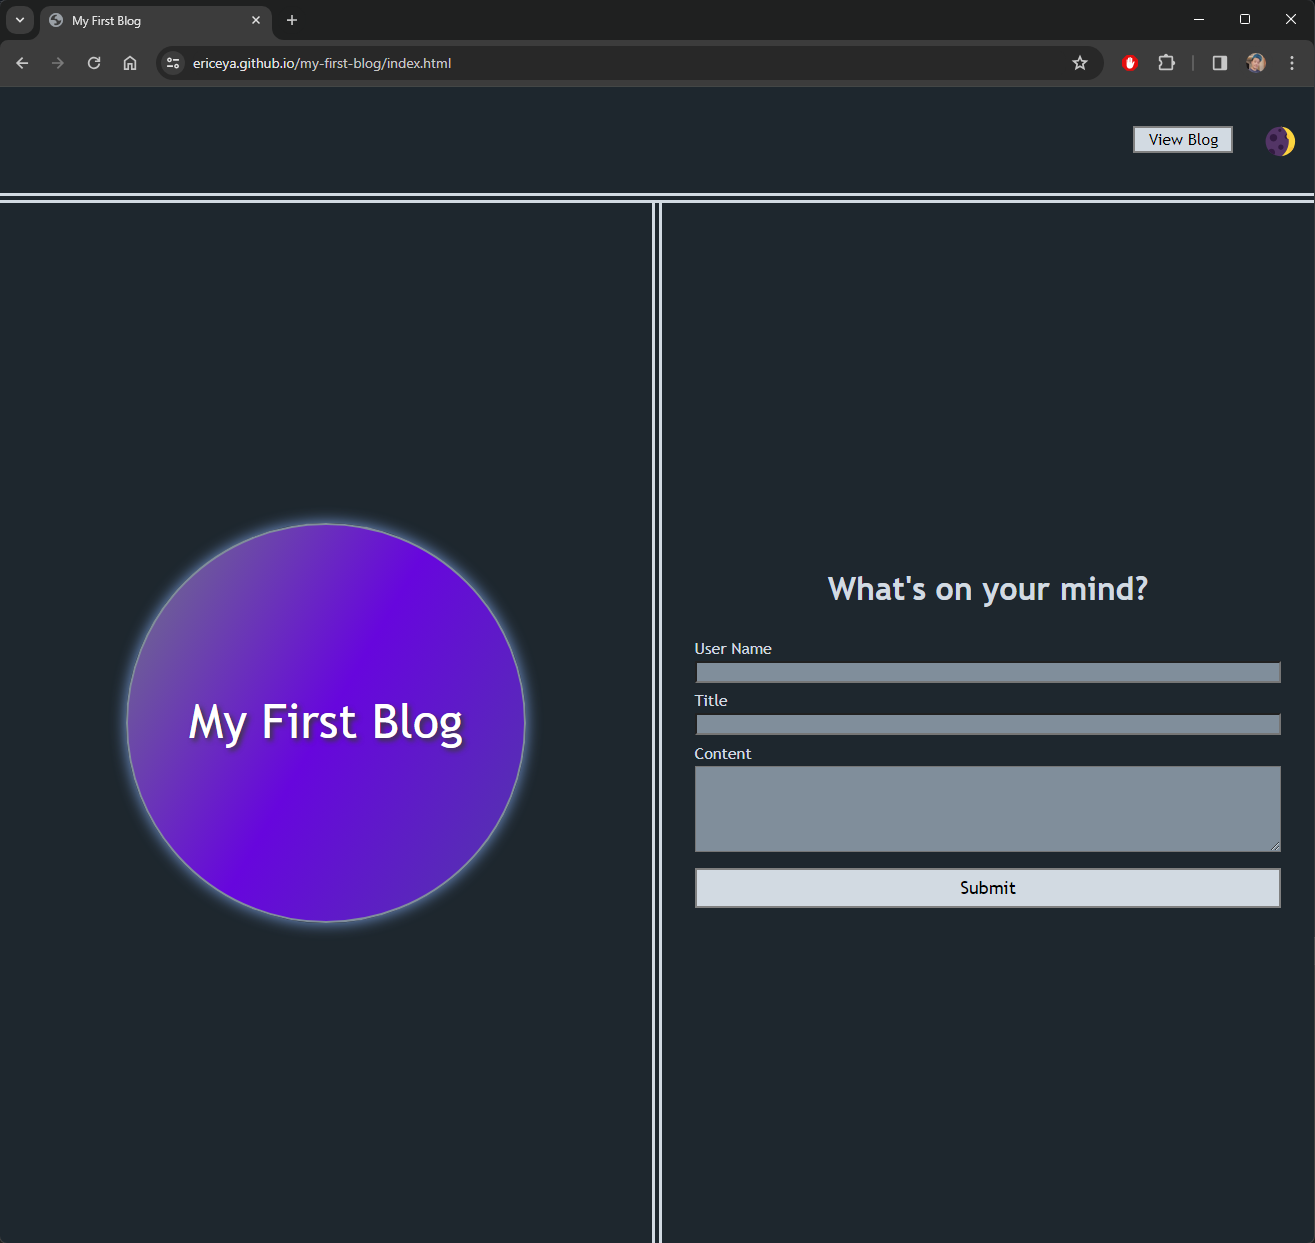 My First Blog
ericeya.github.io/my-first-blog/index.html
View Blog
My First Blog
What's on your mind?
User Name
Title
Content
Submit